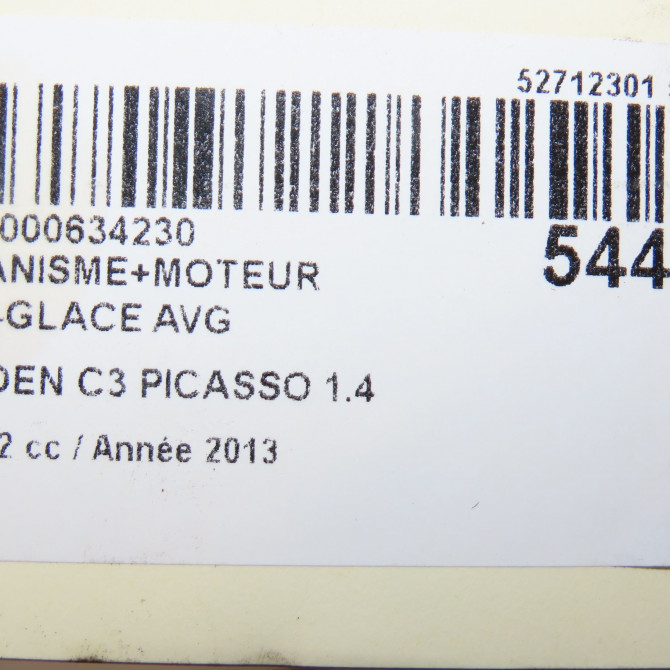 52712301
000634230
544
ANISME+MOTEUR
-GLACE AVG
DEN C3 PICASSO 1.4
2 cc / Année 2013